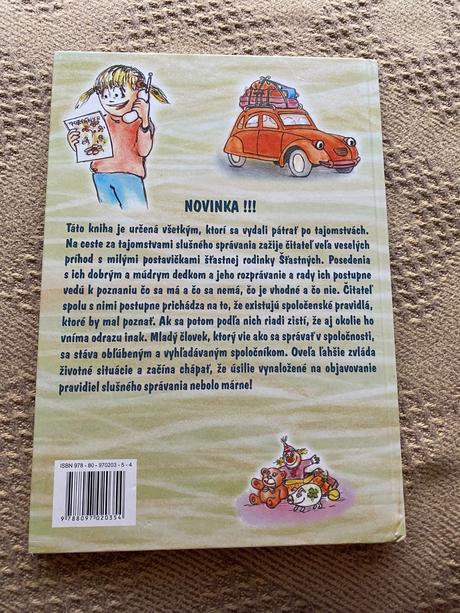 NOVINKA !!!
Táto kniha je určená všetkým, ktorí sa vydali pátrať po tajomstvách.
Na ceste za tajomstvami slušného správania zažije čitateľ veľa veselých
príhod s milými postavičkami šťastnej rodinky Šťastných. Posedenia
s ich dobrým a múdrym dedkom a jeho rozprávanie a rady ich postupne
vedú k poznaniu čo sa má a čo sa nemá, čo je vhodné a čo nie. Čitateľ
spolu s nimi postupne prichádza na to, že existujú spoločenské pravidlá,
ktoré by mal poznať. Ak sa potom podľa nich riadi zistí, že aj okolie ho
vníma odrazu inak. Mladý človek, ktorý vie ako sa správať v spoločnosti,
sa stáva obľúbeným a vyhľadávaným spoločníkom. Oveľa ľahšie zvláda
životné situácie a začína chápať, že úsilie vynaložené na objavovanie
pravidiel slušného správania nebolo márne!
ISBN 978 - 80 - 970203 - 5 - 4
9 788097 020354